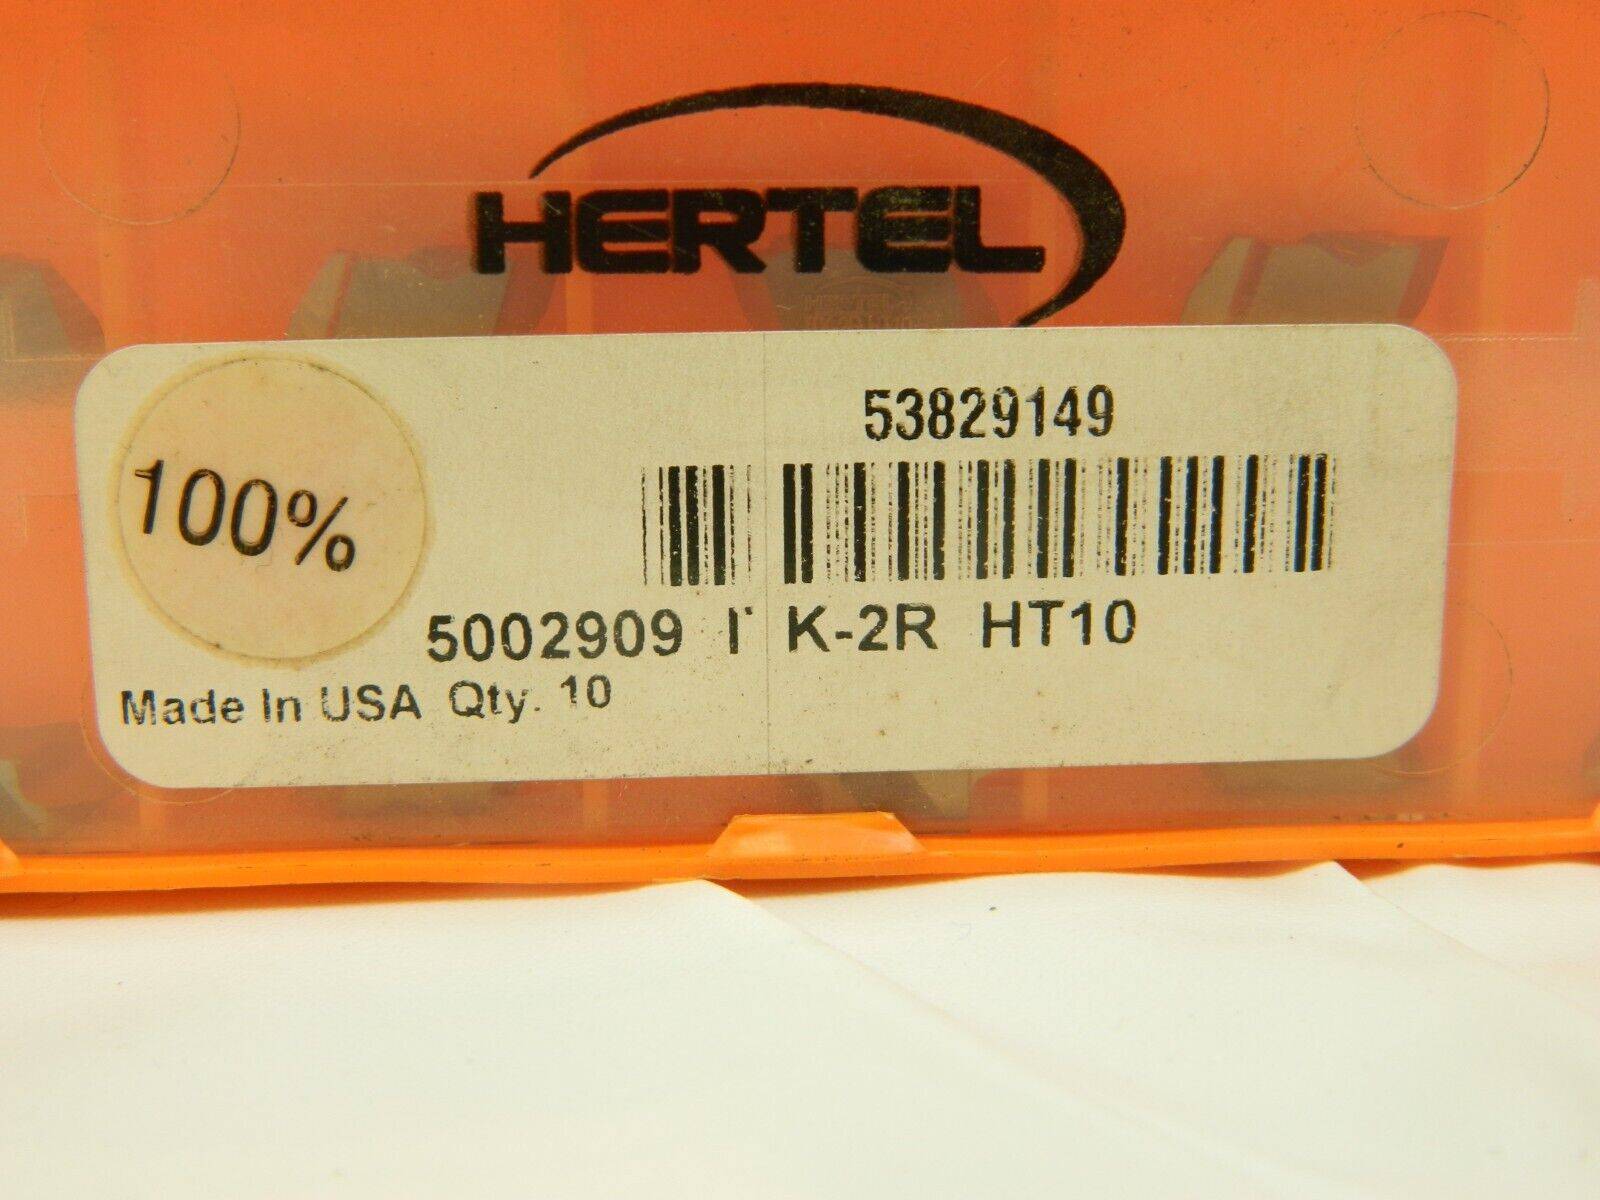 HERTEL
53829149
100%
5002909 K-2R HT10
Made In USA Qty. 10